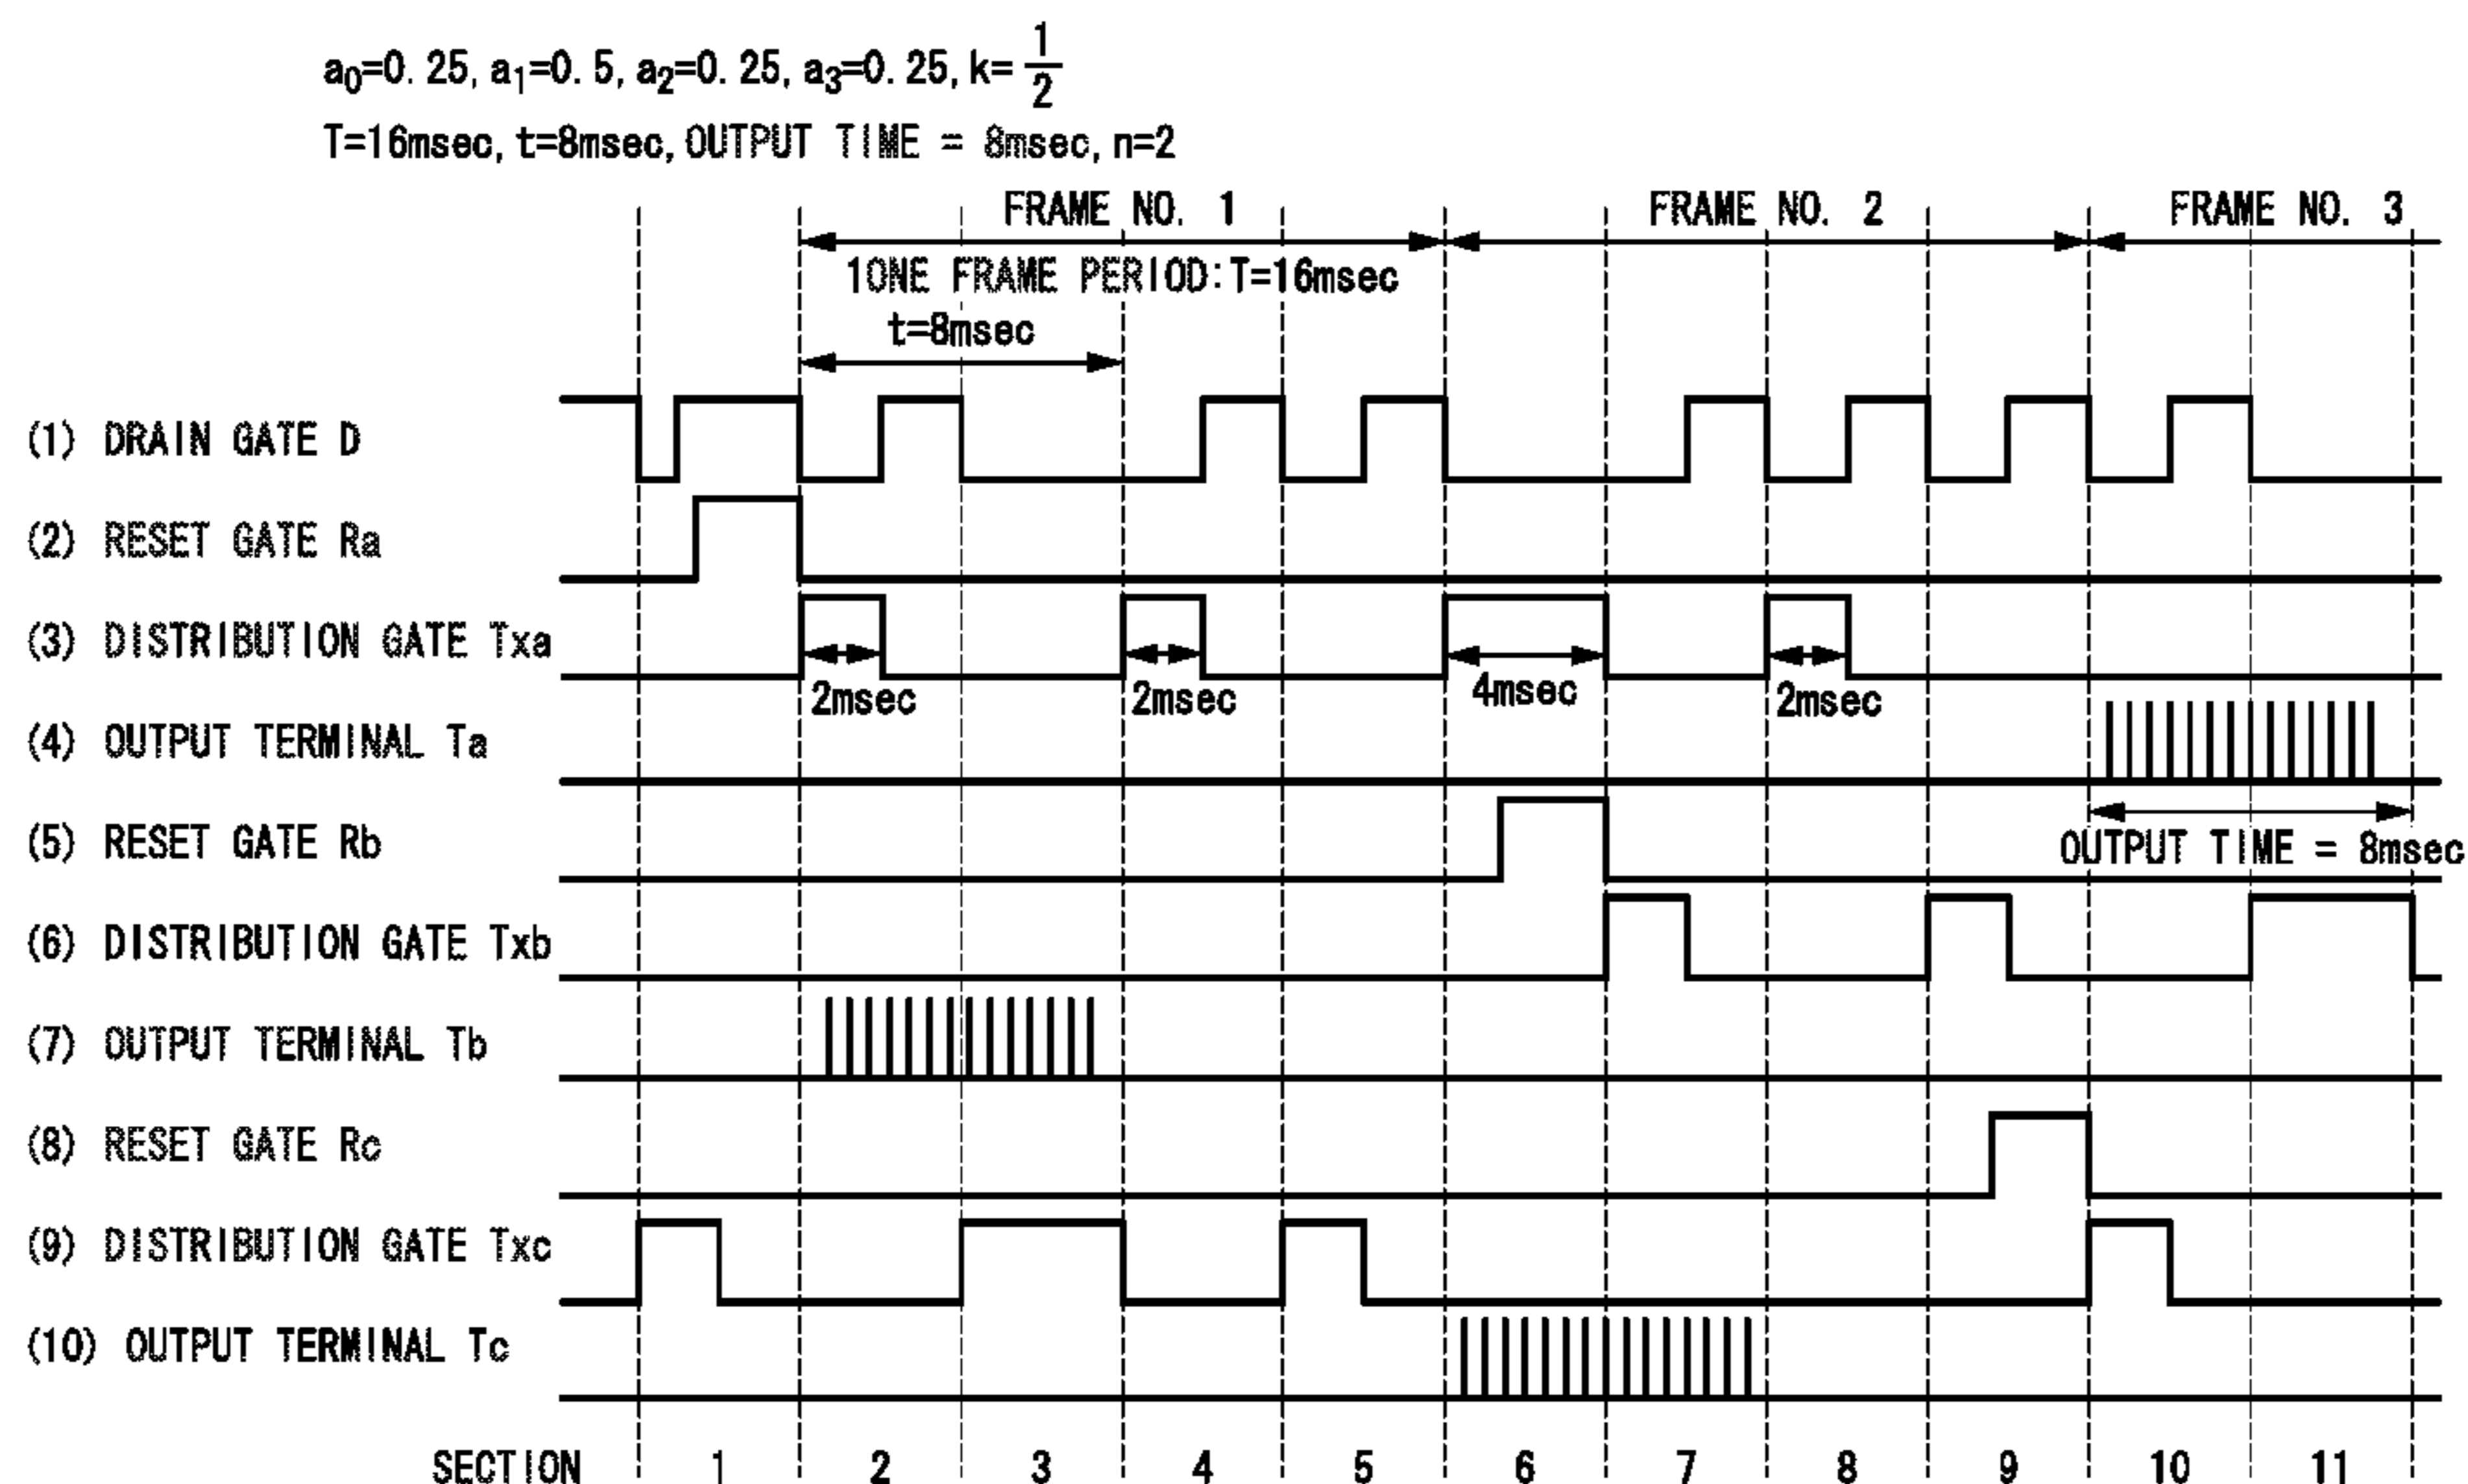 a0=0.25, a1=0.5, a2=0.25, a3=0.25, k=1/2
T=16msec, t=8msec, OUTPUT TIME = 8msec, n=2
FRAME NO. 1 FRAME NO. 2 FRAME NO. 3
1ONE FRAME PERIOD:T=16msec
t=8msec
(1) DRAIN GATE D
(2) RESET GATE Ra
(3) DISTRIBUTION GATE Txa
2msec 2msec 4msec 2msec
(4) OUTPUT TERMINAL Ta
(5) RESET GATE Rb
OUTPUT TIME = 8msec
(6) DISTRIBUTION GATE Txb
(7) OUTPUT TERMINAL Tb
(8) RESET GATE Rc
(9) DISTRIBUTION GATE Txc
(10) OUTPUT TERMINAL Tc
SECTION 1 2 3 4 5 6 7 8 9 10 11